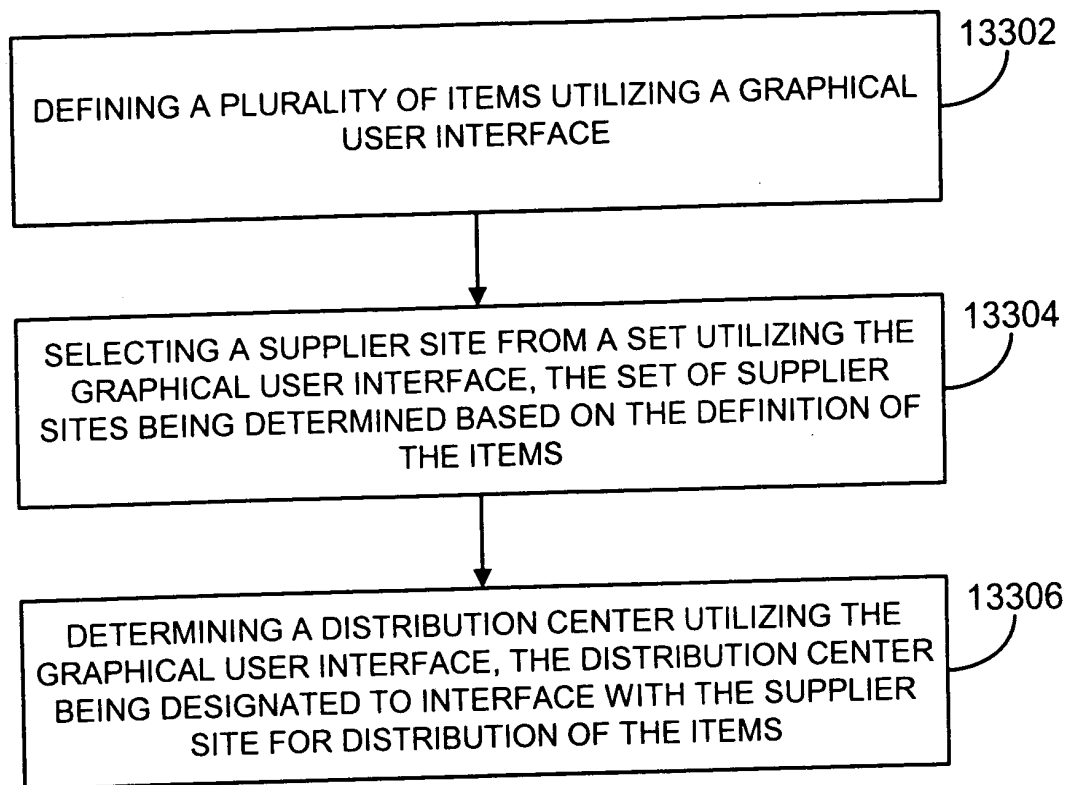 13302
DEFINING A PLURALITY OF ITEMS UTILIZING A GRAPHICAL
USER INTERFACE
13304
SELECTING A SUPPLIER SITE FROM A SET UTILIZING THE
GRAPHICAL USER INTERFACE, THE SET OF SUPPLIER
SITES BEING DETERMINED BASED ON THE DEFINITION OF
THE ITEMS
13306
DETERMINING A DISTRIBUTION CENTER UTILIZING THE
GRAPHICAL USER INTERFACE, THE DISTRIBUTION CENTER
BEING DESIGNATED TO INTERFACE WITH THE SUPPLIER
SITE FOR DISTRIBUTION OF THE ITEMS